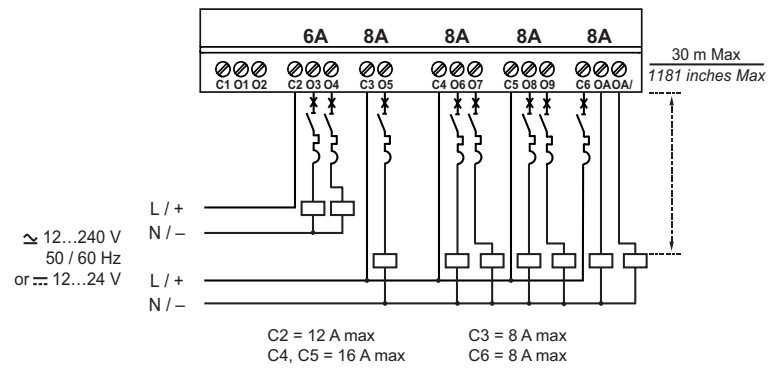 6A 8A 8A 8A 8A
C1 O1 O2 C2 O3 O4 C3 O5 C4 O6 O7 C5 O8 O9 C6 OA OA/
30 m Max
1181 inches Max
L / +
N / –
≃ 12...240 V
50 / 60 Hz
or ⎓ 12...24 V
L / +
N / –
C2 = 12 A max C3 = 8 A max
C4, C5 = 16 A max C6 = 8 A max